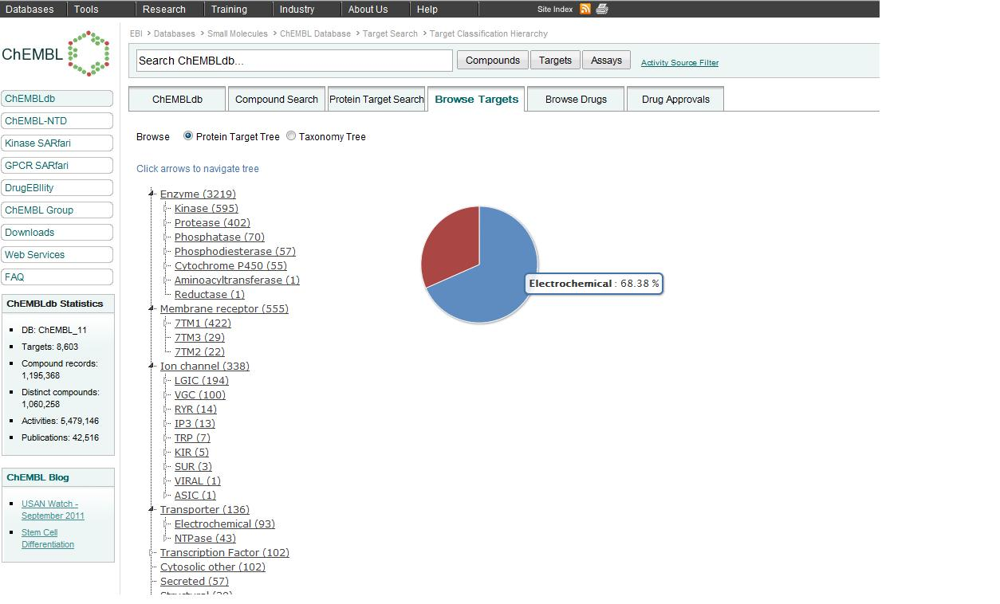 Databases Tools Research Training Industry About Us Help Site Index
EBI > Databases > Small Molecules > ChEMBL Database > Target Search > Target Classification Hierarchy
ChEMBL
Search ChEMBLdb... Compounds Targets Assays Activity Source Filter
ChEMBLdb Compound Search Protein Target Search Browse Targets Browse Drugs Drug Approvals
ChEMBLdb
ChEMBL-NTD
Kinase SARfari
GPCR SARfari
DrugEBIlity
ChEMBL Group
Downloads
Web Services
FAQ
ChEMBLdb Statistics
DB: ChEMBL_11
Targets: 8,603
Compound records:
1,195,368
Distinct compounds:
1,060,258
Activities: 5,479,146
Publications: 42,516
ChEMBL Blog
USAN Watch -
September 2011
Stem Cell
Differentiation
Browse Protein Target Tree Taxonomy Tree
Click arrows to navigate tree
Enzyme (3219)
Kinase (595)
Protease (402)
Phosphatase (70)
Phosphodiesterase (57)
Cytochrome P450 (55)
Aminoacyltransferase (1)
Reductase (1)
Membrane receptor (555)
7TM1 (422)
7TM3 (29)
7TM2 (22)
Ion channel (338)
LGIC (194)
VGC (100)
RYR (14)
IP3 (13)
TRP (7)
KIR (5)
SUR (3)
VIRAL (1)
ASIC (1)
Transporter (136)
Electrochemical (93)
NTPase (43)
Transcription Factor (102)
Cytosolic other (102)
Secreted (57)
Electrochemical : 68.38 %